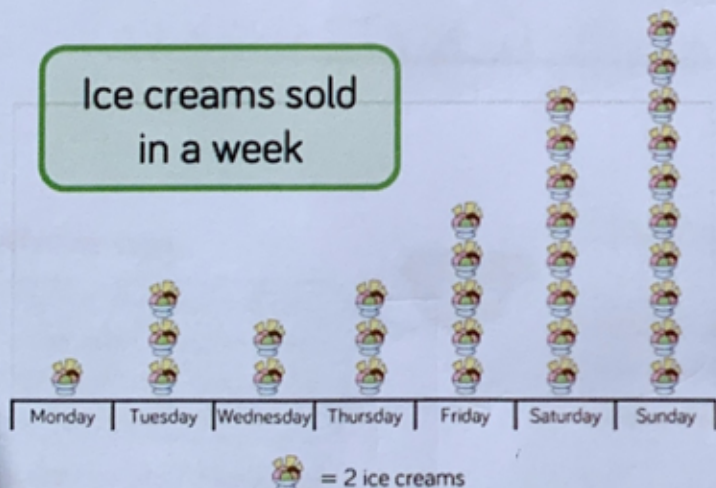 Ice creams sold
in a week
Monday Tuesday Wednesday Thursday Friday Saturday Sunday
= 2 ice creams